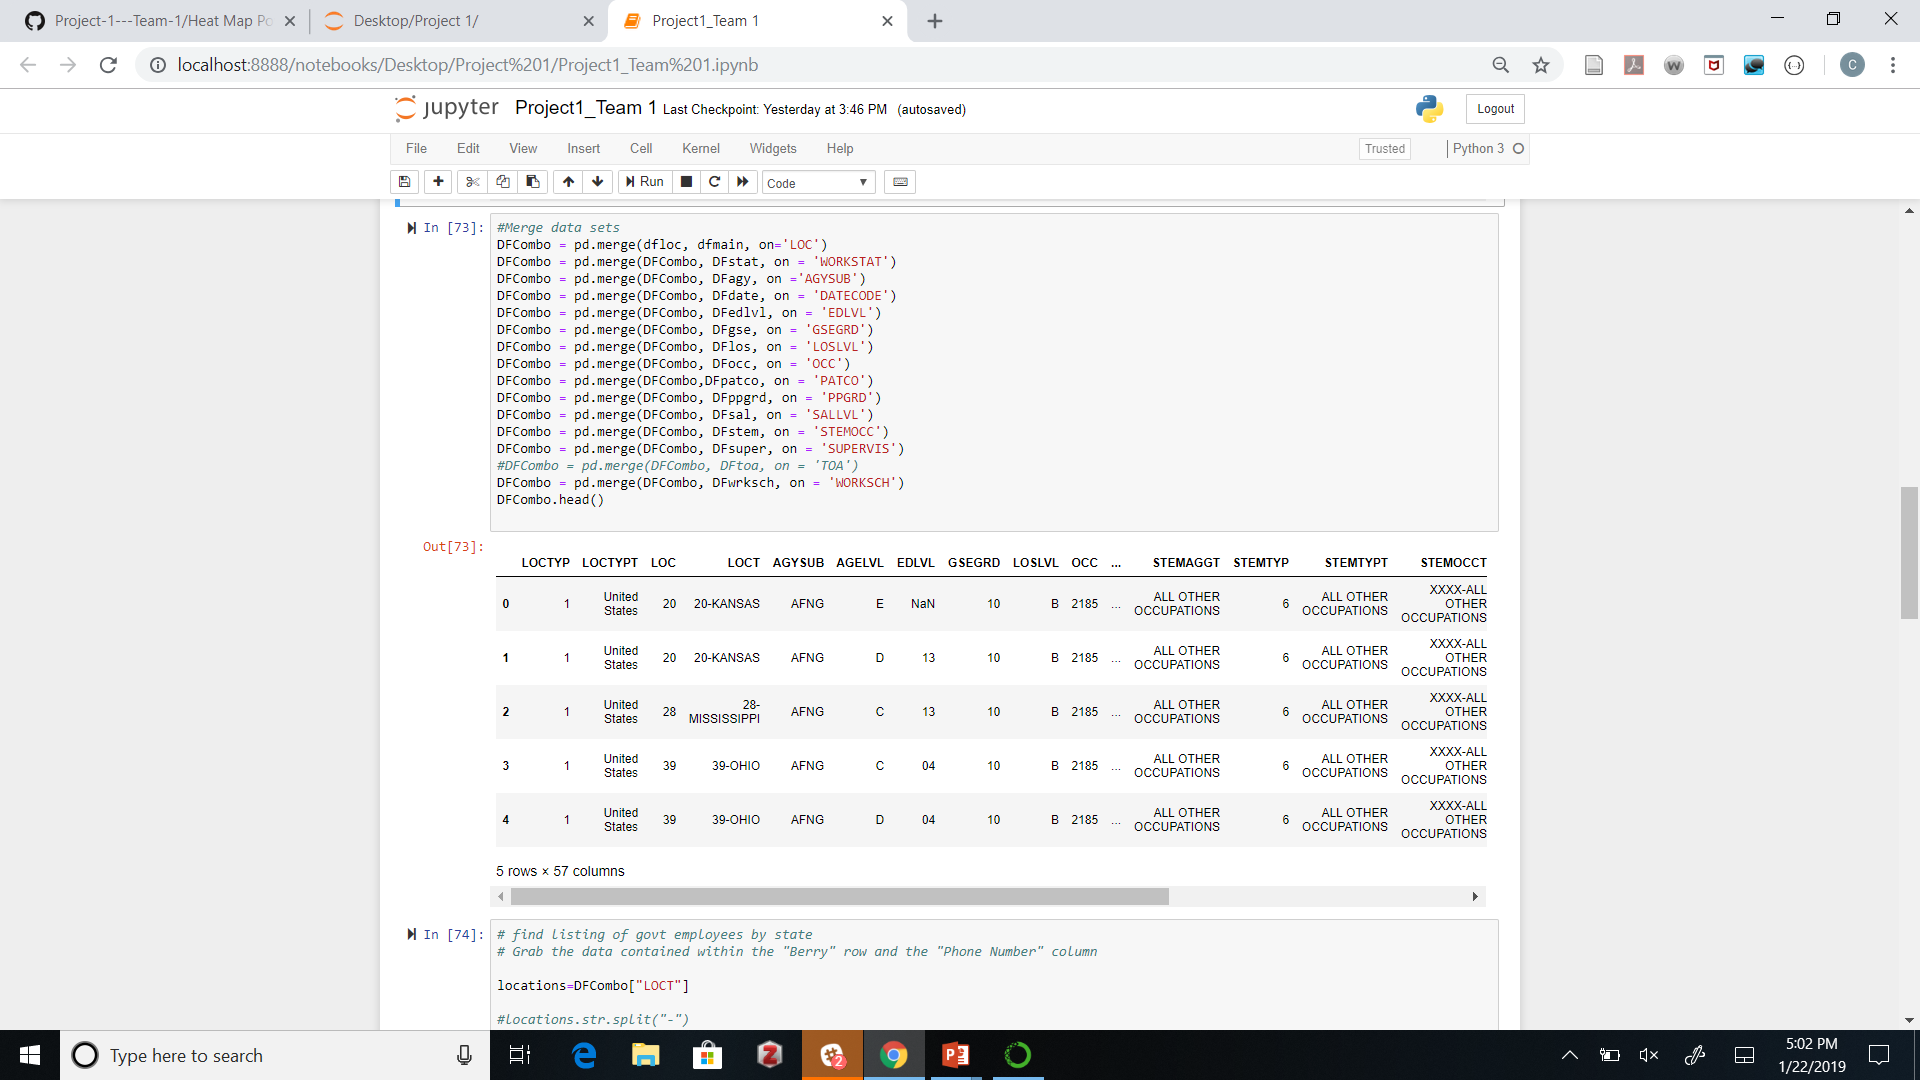 Project-1---Team-1/Heat Map Po
Desktop/Project 1/
Project1_Team 1
localhost:8888/notebooks/Desktop/Project%201/Project1_Team%201.ipynb
C
jupyter Project1_Team 1 Last Checkpoint: Yesterday at 3:46 PM (autosaved)
Logout
File Edit View Insert Cell Kernel Widgets Help
Trusted
Python 3
Run
Code
In [73]:
#Merge data sets
DFCombo = pd.merge(dfloc, dfmain, on='LOC')
DFCombo = pd.merge(DFCombo, DFstat, on = 'WORKSTAT')
DFCombo = pd.merge(DFCombo, DFagy, on ='AGYSUB')
DFCombo = pd.merge(DFCombo, DFdate, on = 'DATECODE')
DFCombo = pd.merge(DFCombo, DFedlvl, on = 'EDLVL')
DFCombo = pd.merge(DFCombo, DFgse, on = 'GSEGRD')
DFCombo = pd.merge(DFCombo, DFlos, on = 'LOSLVL')
DFCombo = pd.merge(DFCombo, DFocc, on = 'OCC')
DFCombo = pd.merge(DFCombo,DFpatco, on = 'PATCO')
DFCombo = pd.merge(DFCombo, DFppgrd, on = 'PPGRD')
DFCombo = pd.merge(DFCombo, DFsal, on = 'SALLVL')
DFCombo = pd.merge(DFCombo, DFstem, on = 'STEMOCC')
DFCombo = pd.merge(DFCombo, DFsuper, on = 'SUPERVIS')
#DFCombo = pd.merge(DFCombo, DFtoa, on = 'TOA')
DFCombo = pd.merge(DFCombo, DFwrksch, on = 'WORKSCH')
DFCombo.head()
Out[73]:
LOCTYP LOCTYPT LOC LOCT AGYSUB AGELVL EDLVL GSEGRD LOSLVL OCC ... STEMAGGT STEMTYP STEMTYPT STEMOCCT
0 1 United States 20 20-KANSAS AFNG E NaN 10 B 2185 ... ALL OTHER OCCUPATIONS 6 ALL OTHER OCCUPATIONS XXXX-ALL OTHER OCCUPATIONS
1 1 United States 20 20-KANSAS AFNG D 13 10 B 2185 ... ALL OTHER OCCUPATIONS 6 ALL OTHER OCCUPATIONS XXXX-ALL OTHER OCCUPATIONS
2 1 United States 28 28-MISSISSIPPI AFNG C 13 10 B 2185 ... ALL OTHER OCCUPATIONS 6 ALL OTHER OCCUPATIONS XXXX-ALL OTHER OCCUPATIONS
3 1 United States 39 39-OHIO AFNG C 04 10 B 2185 ... ALL OTHER OCCUPATIONS 6 ALL OTHER OCCUPATIONS XXXX-ALL OTHER OCCUPATIONS
4 1 United States 39 39-OHIO AFNG D 04 10 B 2185 ... ALL OTHER OCCUPATIONS 6 ALL OTHER OCCUPATIONS XXXX-ALL OTHER OCCUPATIONS
5 rows × 57 columns
In [74]:
# find listing of govt employees by state
# Grab the data contained within the "Berry" row and the "Phone Number" column
locations=DFCombo["LOCT"]
#locations.str.split("-")
Type here to search
2
5:02 PM
1/22/2019